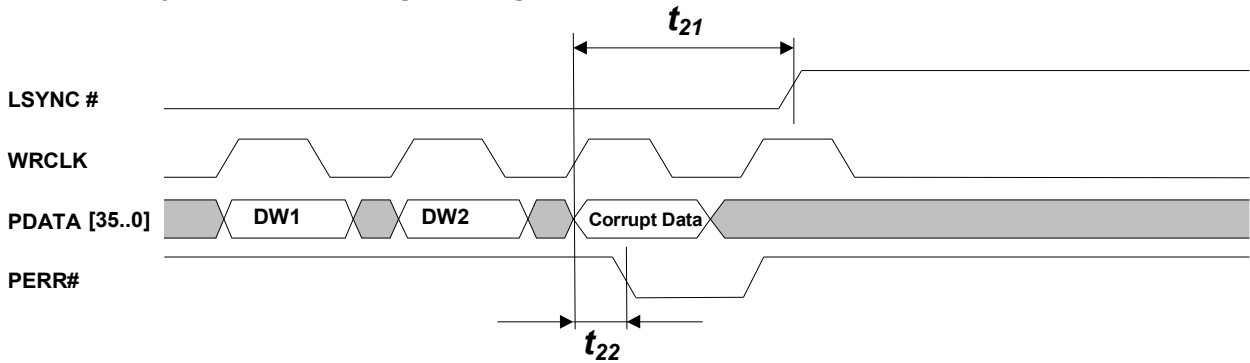 t21
LSYNC #
WRCLK
PDATA [35..0]
DW1
DW2
Corrupt Data
PERR#
t22